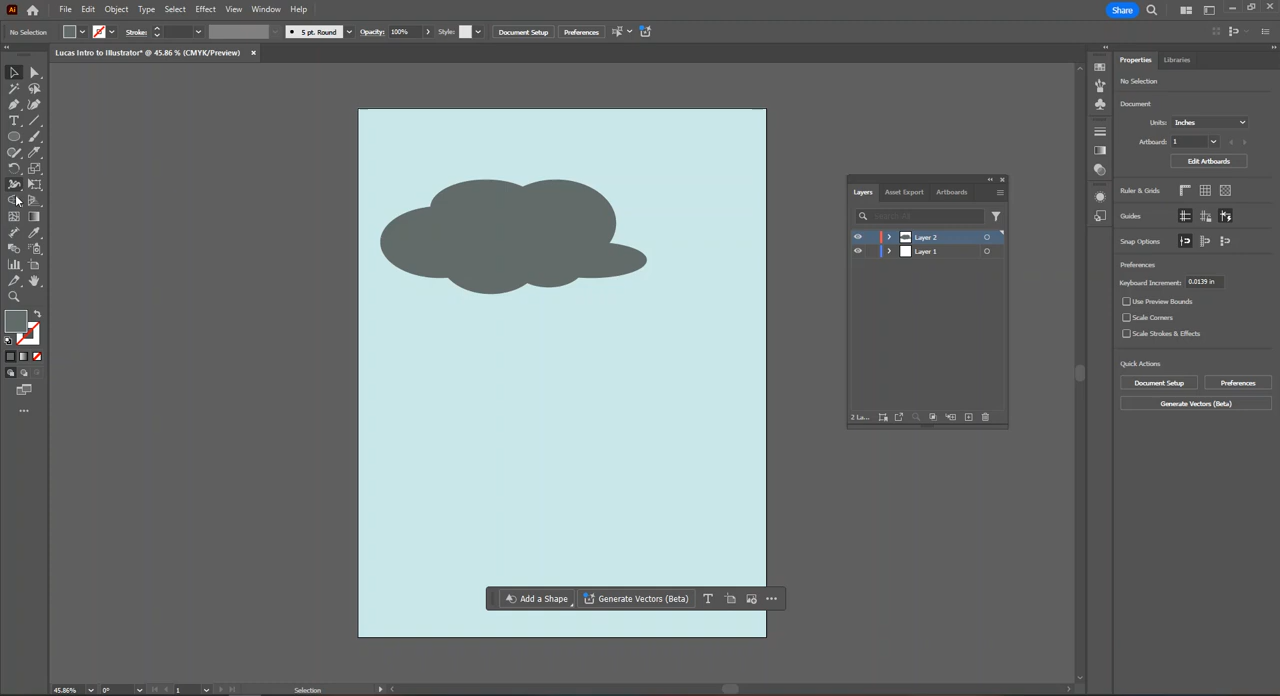 Ai File Edit Object Type Select Effect View Window Help Share
No Selection Stroke: 5 pt. Round Opacity: 100% Style: Document Setup Preferences
Lucas Intro to Illustrator* @ 45.86 % (CMYK/Preview)
Properties Libraries
No Selection
Document
Units: Inches
Artboard: 1
Edit Artboards
Ruler & Grids
Guides
Snap Options
Preferences
Keyboard Increment: 0.0139 in
Use Preview Bounds
Scale Corners
Scale Strokes & Effects
Quick Actions
Document Setup Preferences
Generate Vectors (Beta)
Layers Asset Export Artboards
Search All
Layer 2
Layer 1
2 La...
Add a Shape Generate Vectors (Beta)
45.86% 0° 1 Selection